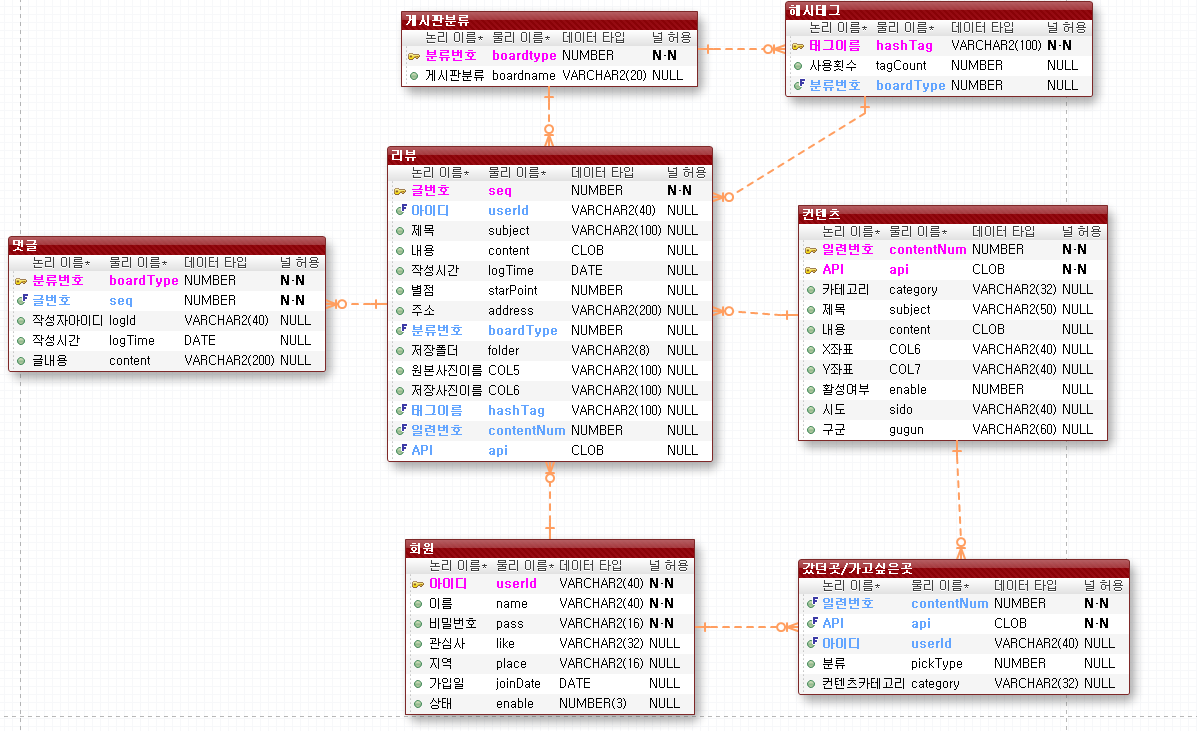 게시판분류
논리 이름* 물리 이름* 데이터 타입 널 허용
분류번호 boardtype NUMBER N-N
게시판분류 boardname VARCHAR2(20) NULL
해시태그
논리 이름* 물리 이름* 데이터 타입 널 허용
태그이름 hashTag VARCHAR2(100) N-N
사용횟수 tagCount NUMBER NULL
분류번호 boardType NUMBER NULL
리뷰
논리 이름* 물리 이름* 데이터 타입 널 허용
글번호 seq NUMBER N-N
아이디 userId VARCHAR2(40) NULL
제목 subject VARCHAR2(100) NULL
내용 content CLOB NULL
작성시간 logTime DATE NULL
별점 starPoint NUMBER NULL
주소 address VARCHAR2(200) NULL
분류번호 boardType NUMBER NULL
저장폴더 folder VARCHAR2(8) NULL
원본사진이름 COL5 VARCHAR2(100) NULL
저장사진이름 COL6 VARCHAR2(100) NULL
태그이름 hashTag VARCHAR2(100) NULL
일련번호 contentNum NUMBER NULL
API api CLOB NULL
컨텐츠
논리 이름* 물리 이름* 데이터 타입 널 허용
일련번호 contentNum NUMBER N-N
API api CLOB N-N
카테고리 category VARCHAR2(32) NULL
제목 subject VARCHAR2(50) NULL
내용 content CLOB NULL
X좌표 COL6 VARCHAR2(40) NULL
Y좌표 COL7 VARCHAR2(40) NULL
활성여부 enable NUMBER NULL
시도 sido VARCHAR2(40) NULL
구군 gugun VARCHAR2(60) NULL
댓글
논리 이름* 물리 이름* 데이터 타입 널 허용
분류번호 boardType NUMBER N-N
글번호 seq NUMBER N-N
작성자아이디 logId VARCHAR2(40) NULL
작성시간 logTime DATE NULL
글내용 content VARCHAR2(200) NULL
회원
논리 이름* 물리 이름* 데이터 타입 널 허용
아이디 userId VARCHAR2(40) N-N
이름 name VARCHAR2(40) N-N
비밀번호 pass VARCHAR2(16) N-N
관심사 like VARCHAR2(32) NULL
지역 place VARCHAR2(16) NULL
가입일 joinDate DATE NULL
상태 enable NUMBER(3) NULL
갔던곳/가고싶은곳
논리 이름* 물리 이름* 데이터 타입 널 허용
일련번호 contentNum NUMBER N-N
API api CLOB N-N
아이디 userId VARCHAR2(40) NULL
분류 pickType NUMBER NULL
컨텐츠카테고리 category VARCHAR2(32) NULL